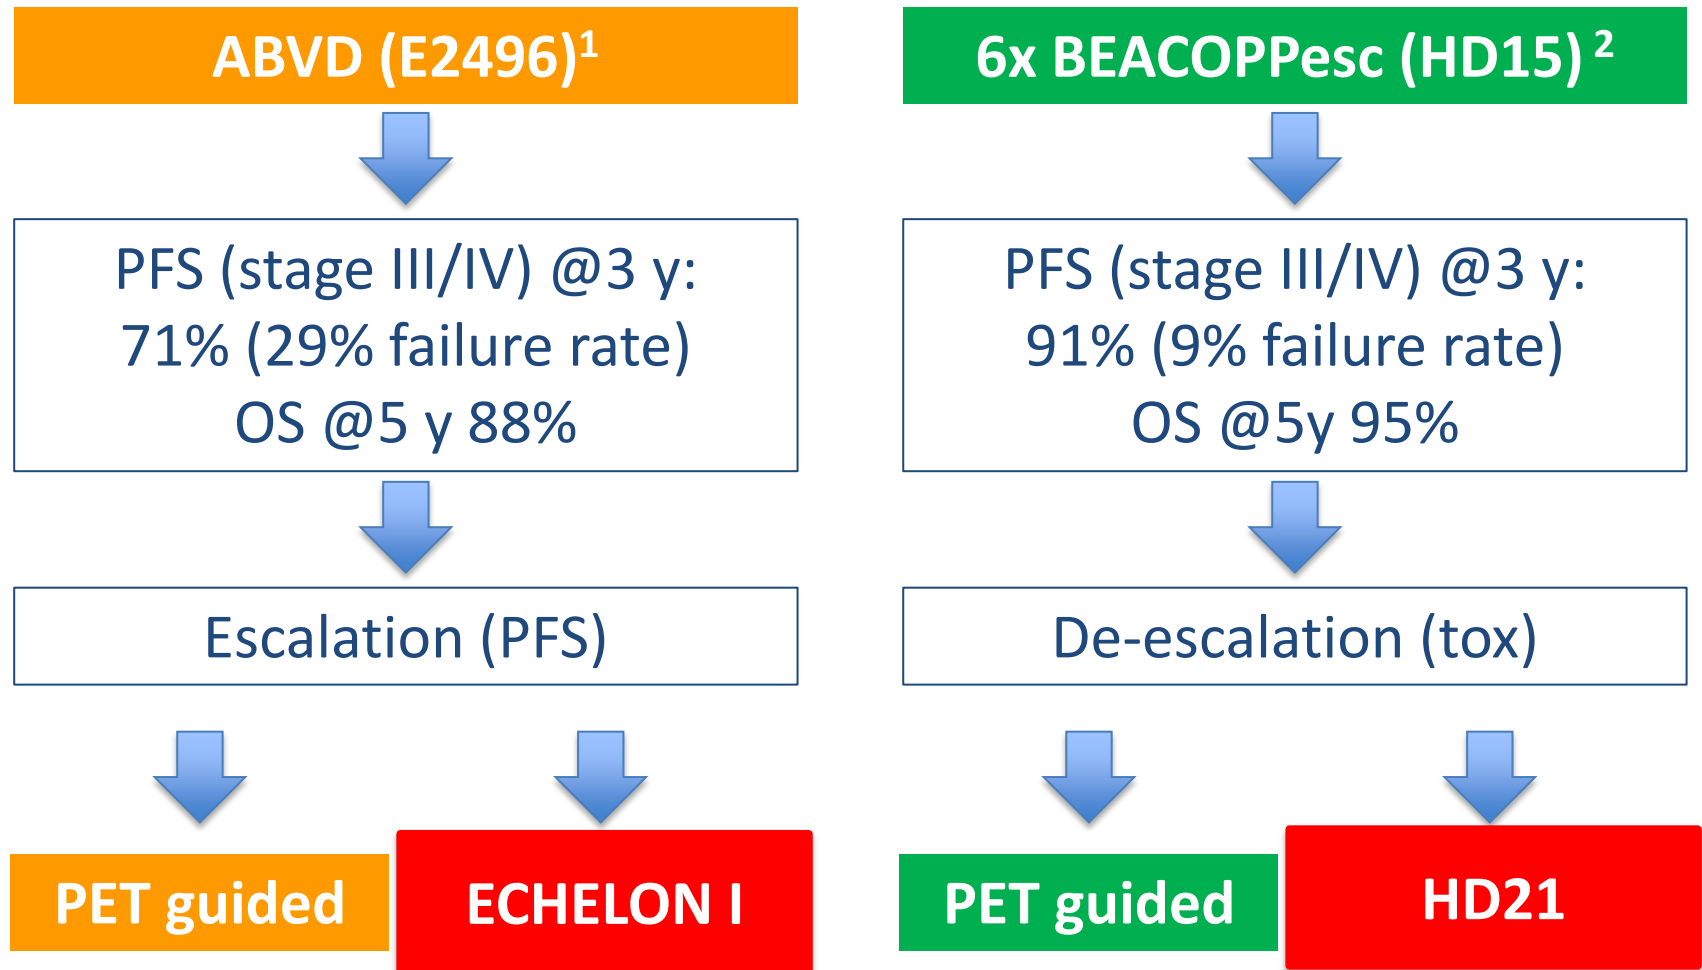 ABVD (E2496)1
PFS (stage III/IV) @3 y:
71% (29% failure rate)
OS @5 y 88%
Escalation (PFS)
PET guided
ECHELON I
6x BEACOPPesc (HD15) 2
PFS (stage III/IV) @3 y:
91% (9% failure rate)
OS @5y 95%
De-escalation (tox)
PET guided
HD21